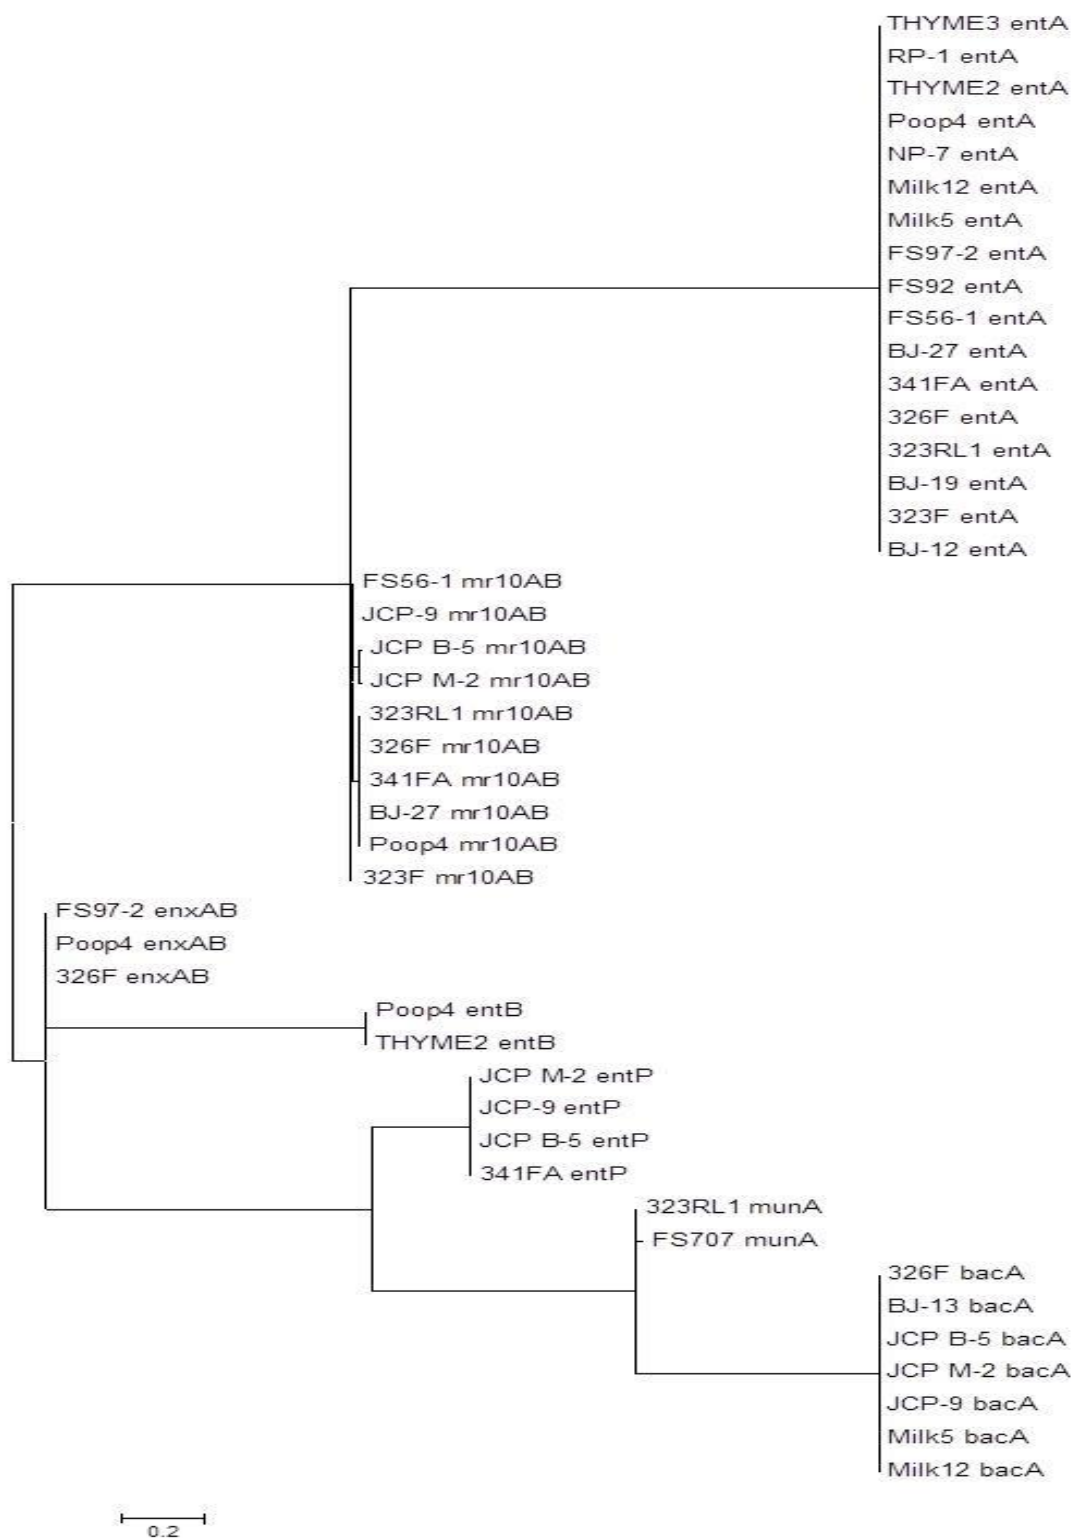 THYME3 entA
RP-1 entA
THYME2 entA
Poop4 entA
NP-7 entA
Milk12 entA
Milk5 entA
FS97-2 entA
FS92 entA
FS56-1 entA
BJ-27 entA
341FA entA
326F entA
323RL1 entA
BJ-19 entA
323F entA
BJ-12 entA
FS56-1 mr10AB
JCP-9 mr10AB
JCP B-5 mr10AB
JCP M-2 mr10AB
323RL1 mr10AB
326F mr10AB
341FA mr10AB
BJ-27 mr10AB
Poop4 mr10AB
323F mr10AB
FS97-2 enxAB
Poop4 enxAB
326F enxAB
Poop4 entB
THYME2 entB
JCP M-2 entP
JCP-9 entP
JCP B-5 entP
341FA entP
323RL1 munA
FS707 munA
326F bacA
BJ-13 bacA
JCP B-5 bacA
JCP M-2 bacA
JCP-9 bacA
Milk5 bacA
Milk12 bacA
0.2